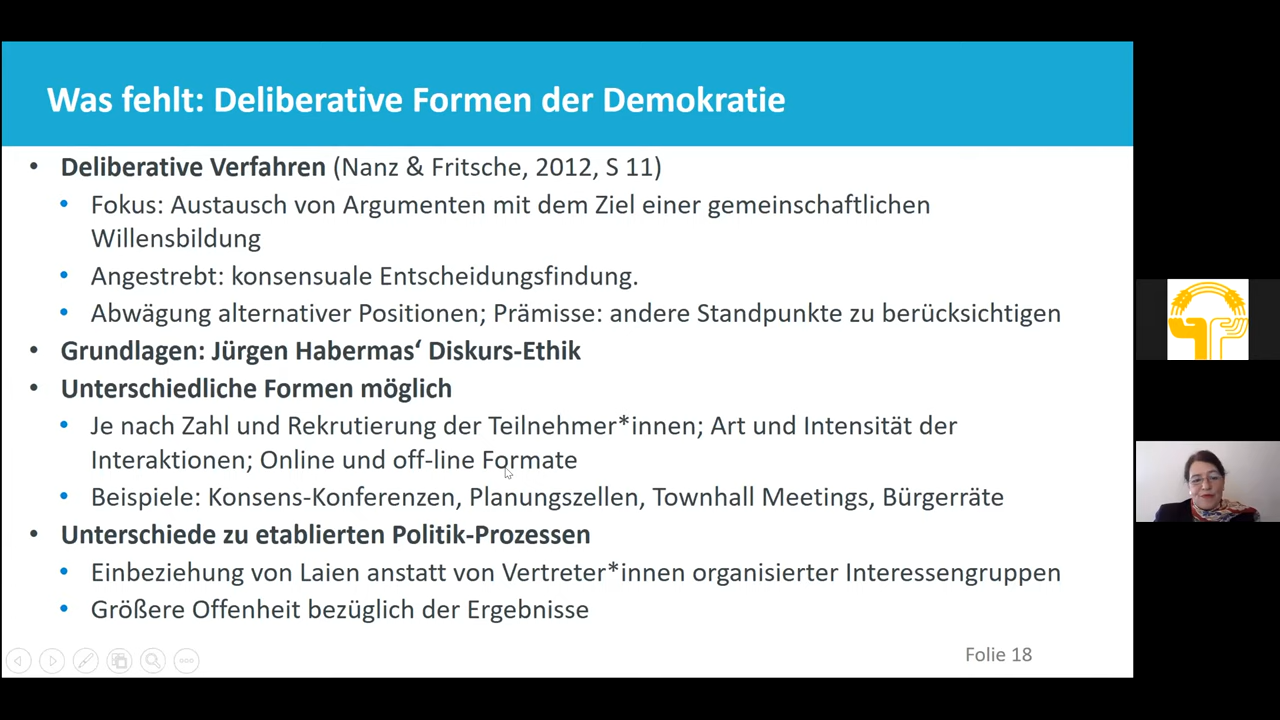 Was fehlt: Deliberative Formen der Demokratie
• Deliberative Verfahren (Nanz & Fritsche, 2012, S 11)
• Fokus: Austausch von Argumenten mit dem Ziel einer gemeinschaftlichen
Willensbildung
• Angestrebt: konsensuale Entscheidungsfindung.
• Abwägung alternativer Positionen; Prämisse: andere Standpunkte zu berücksichtigen
• Grundlagen: Jürgen Habermas‘ Diskurs-Ethik
• Unterschiedliche Formen möglich
• Je nach Zahl und Rekrutierung der Teilnehmer*innen; Art und Intensität der
Interaktionen; Online und off-line Formate
• Beispiele: Konsens-Konferenzen, Planungszellen, Townhall Meetings, Bürgerräte
• Unterschiede zu etablierten Politik-Prozessen
• Einbeziehung von Laien anstatt von Vertreter*innen organisierter Interessengruppen
• Größere Offenheit bezüglich der Ergebnisse
Folie 18